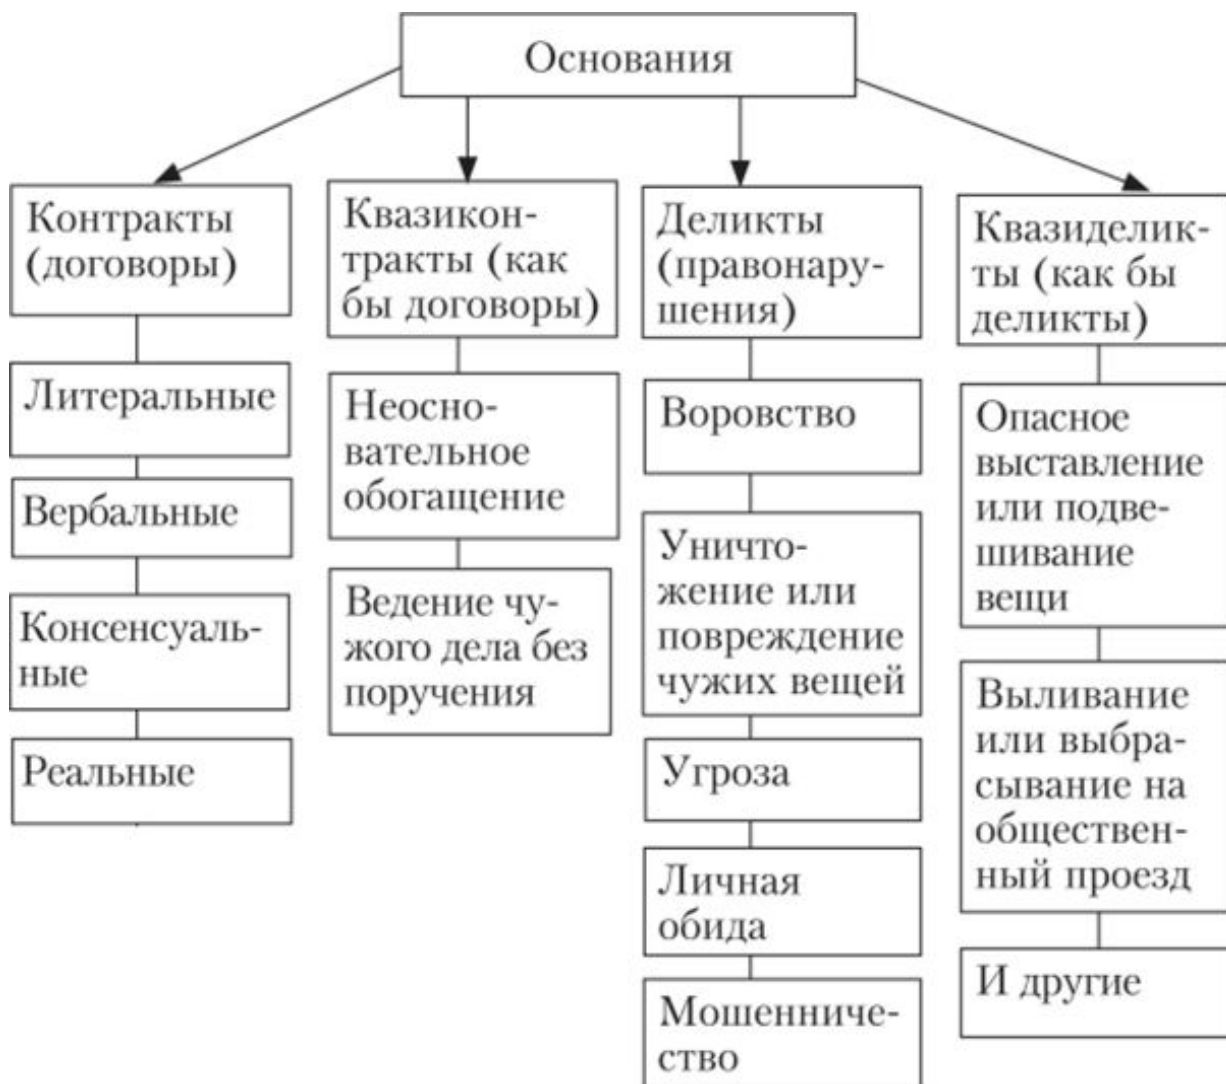 Основания
Контракты
(договоры)
Литеральные
Вербальные
Консенсуаль-
ные
Реальные
Квазикон-
тракты (как
бы договоры)
Неосно-
вательное
обогащение
Ведение чу-
жого дела без
поручения
Деликты
(правонару-
шения)
Воровство
Уничто-
жение или
повреждение
чужих вещей
Угроза
Личная
обида
Мошенниче-
ство
Квазиделик-
ты (как бы
деликты)
Опасное
выставление
или подве-
шивание
вещи
Выливание
или выбра-
сывание на
обществен-
ный проезд
И другие